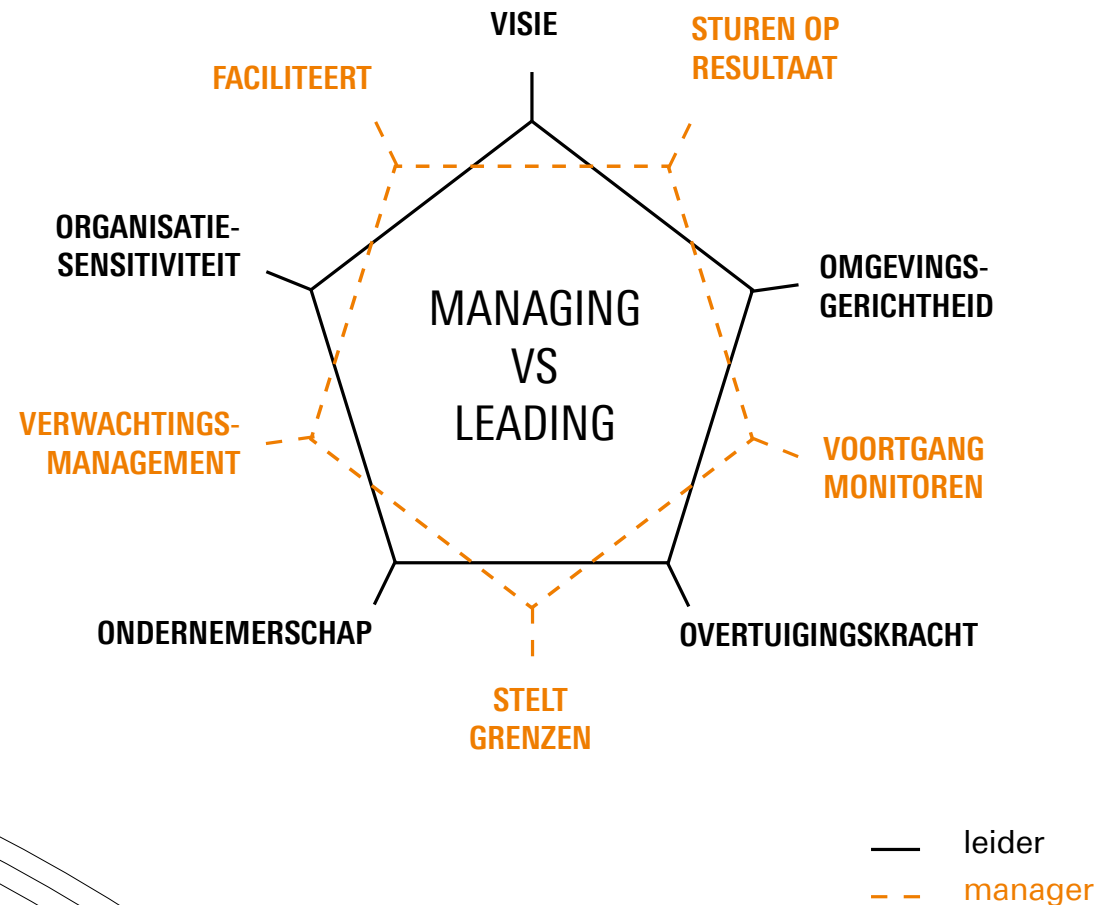 VISIE
STUREN OP
RESULTAAT
FACILITEERT
ORGANISATIE-
SENSITIVITEIT
OMGEVINGS-
GERICHTHEID
MANAGING
VS
LEADING
VERWACHTINGS-
MANAGEMENT
VOORTGANG
MONITOREN
ONDERNEMERSCHAP
OVERTUIGINGSKRACHT
STELT
GRENZEN
leider
manager